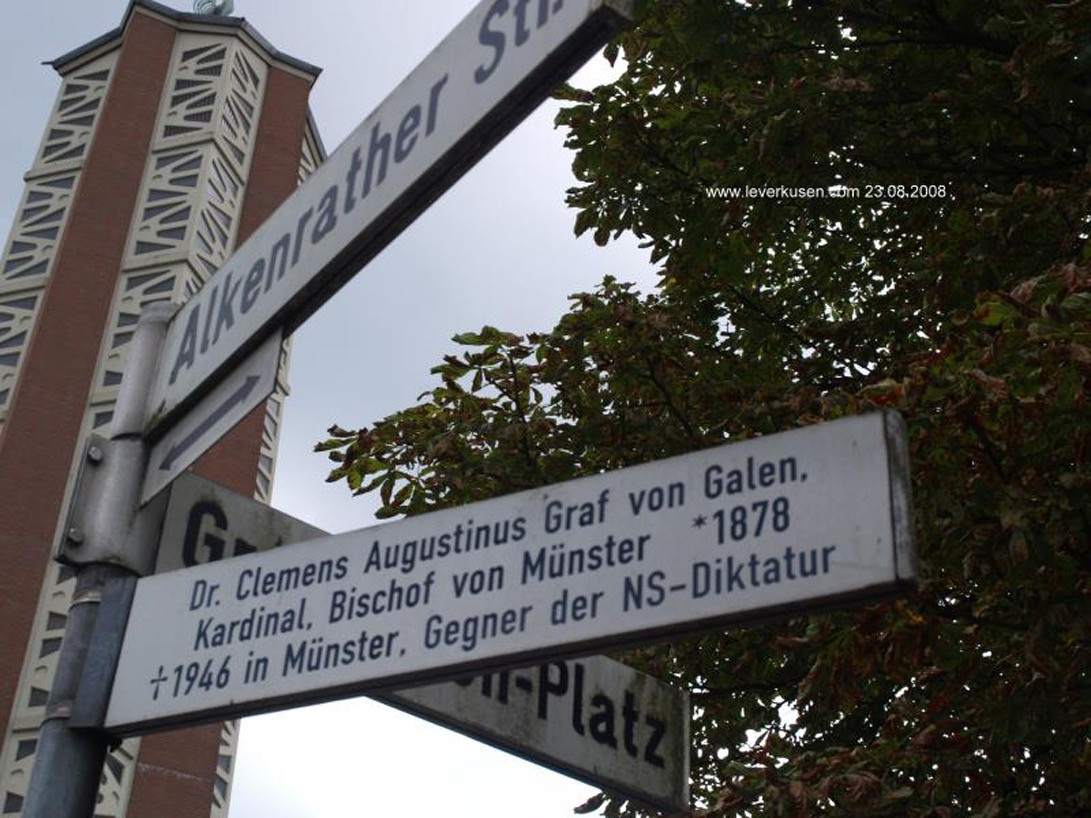 Alkenrather Str.
www.leverkusen.com 23.08.2008
Dr. Clemens Augustinus Graf von Galen,
Kardinal, Bischof von Münster *1878
†1946 in Münster, Gegner der NS-Diktatur
-Platz